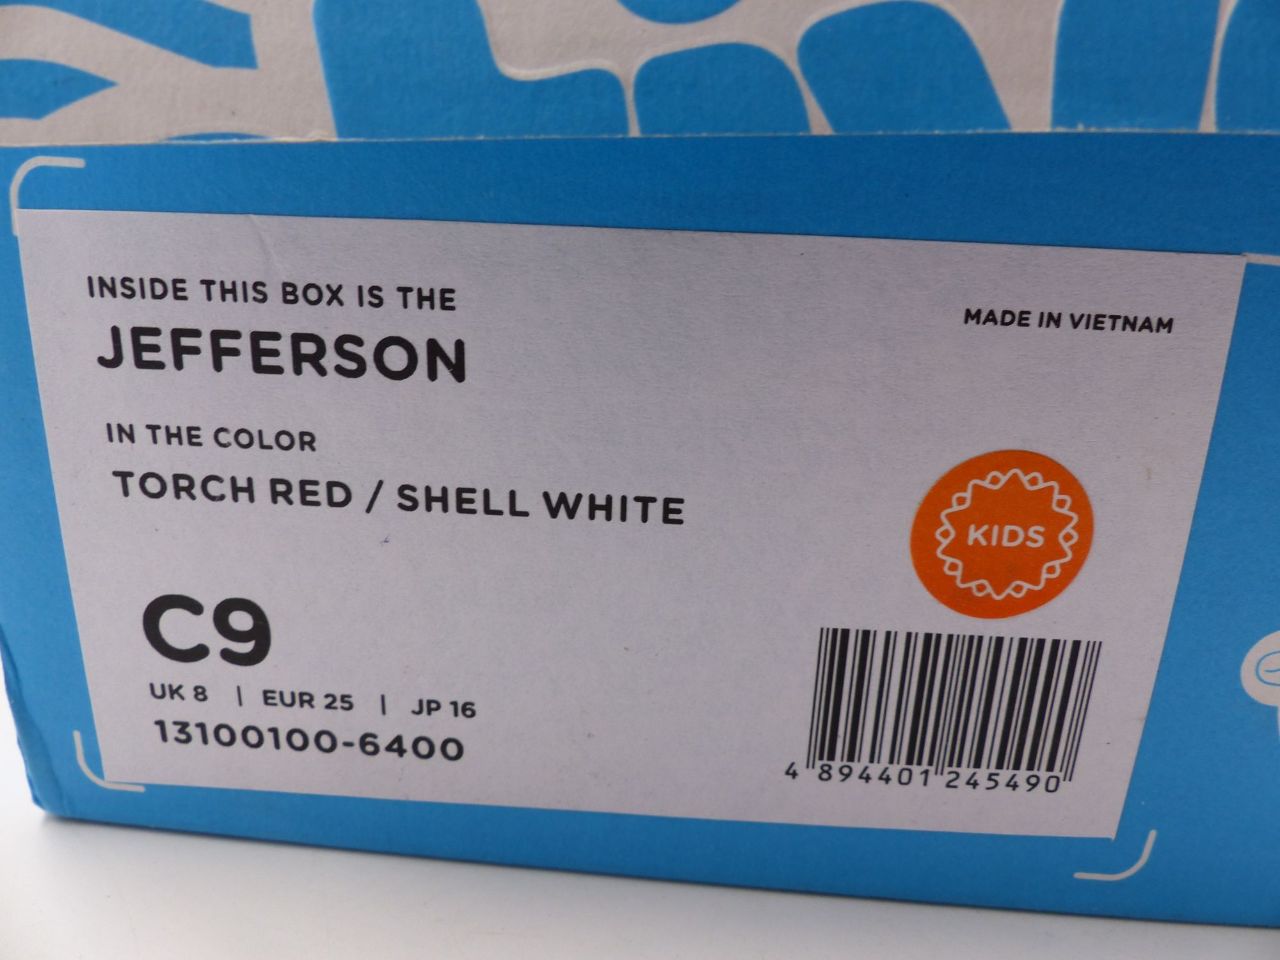 INSIDE THIS BOX IS THE
JEFFERSON
MADE IN VIETNAM
IN THE COLOR
TORCH RED / SHELL WHITE
KIDS
C9
UK 8 | EUR 25 | JP 16
13100100-6400
4 894401 245490